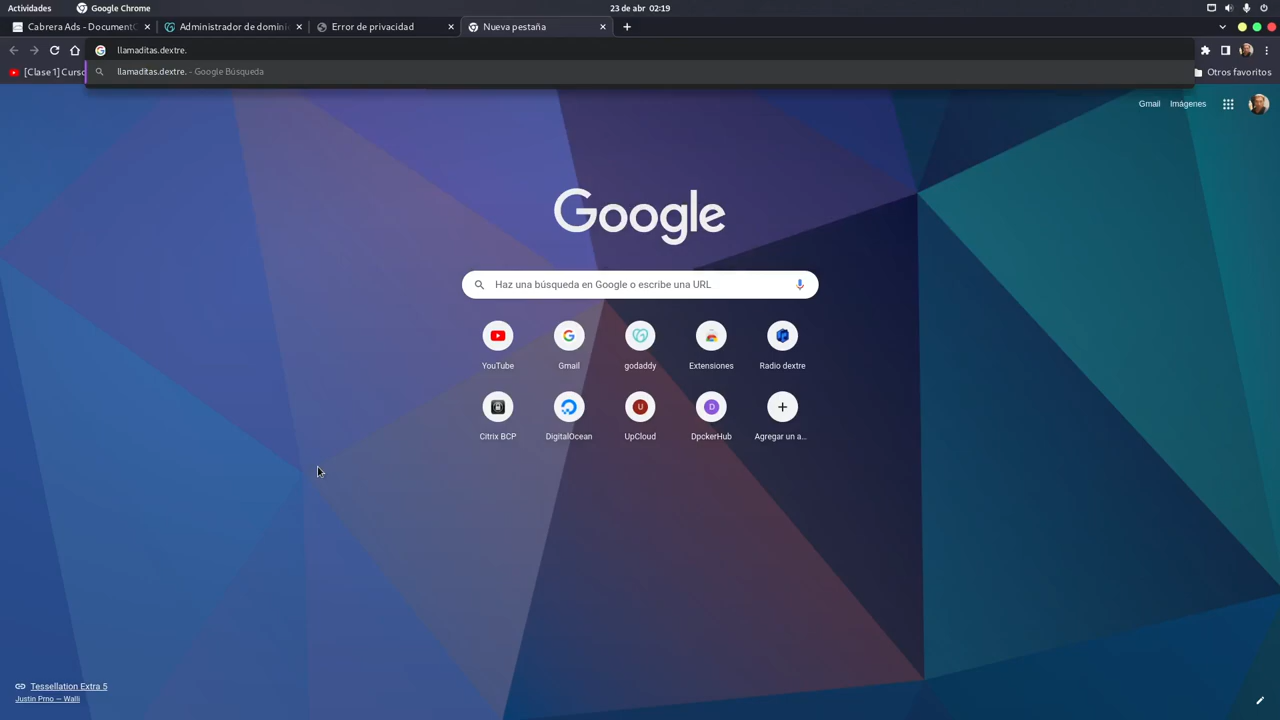 Actividades Google Chrome 23 de abr 02:19
Cabrera Ads - Document Administrador de domini Error de privacidad Nueva pestaña
llamaditas.dextre.
[Clase 1] Curso llamaditas.dextre. - Google Búsqueda Otros favoritos
Gmail Imágenes
Google
Haz una búsqueda en Google o escribe una URL
YouTube Gmail godaddy Extensiones Radio dextre
U D
Citrix BCP DigitalOcean UpCloud DpckerHub Agregar un a...
Tessellation Extra 5
Justin Prno — Walli